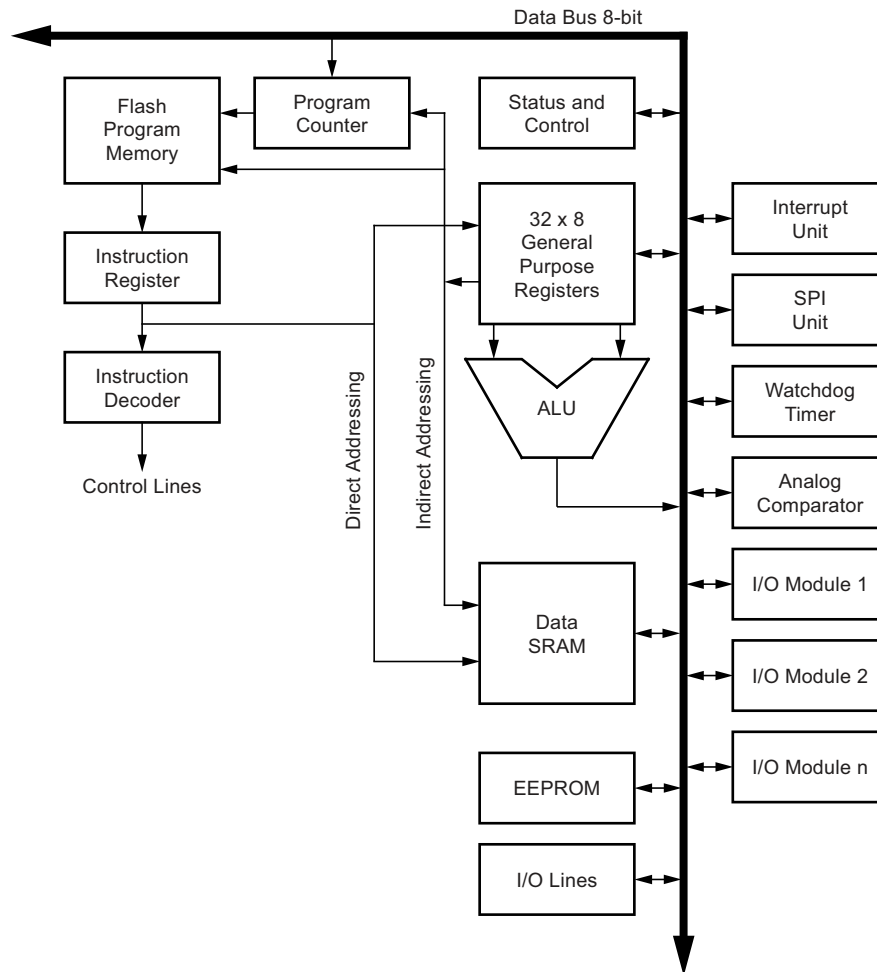 Data Bus 8-bit
Flash
Program
Memory
Program
Counter
Status and
Control
Instruction
Register
32 x 8
General
Purpose
Registers
Interrupt
Unit
SPI
Unit
Instruction
Decoder
Control Lines
Direct Addressing
Indirect Addressing
ALU
Watchdog
Timer
Analog
Comparator
Data
SRAM
I/O Module 1
I/O Module 2
I/O Module n
EEPROM
I/O Lines